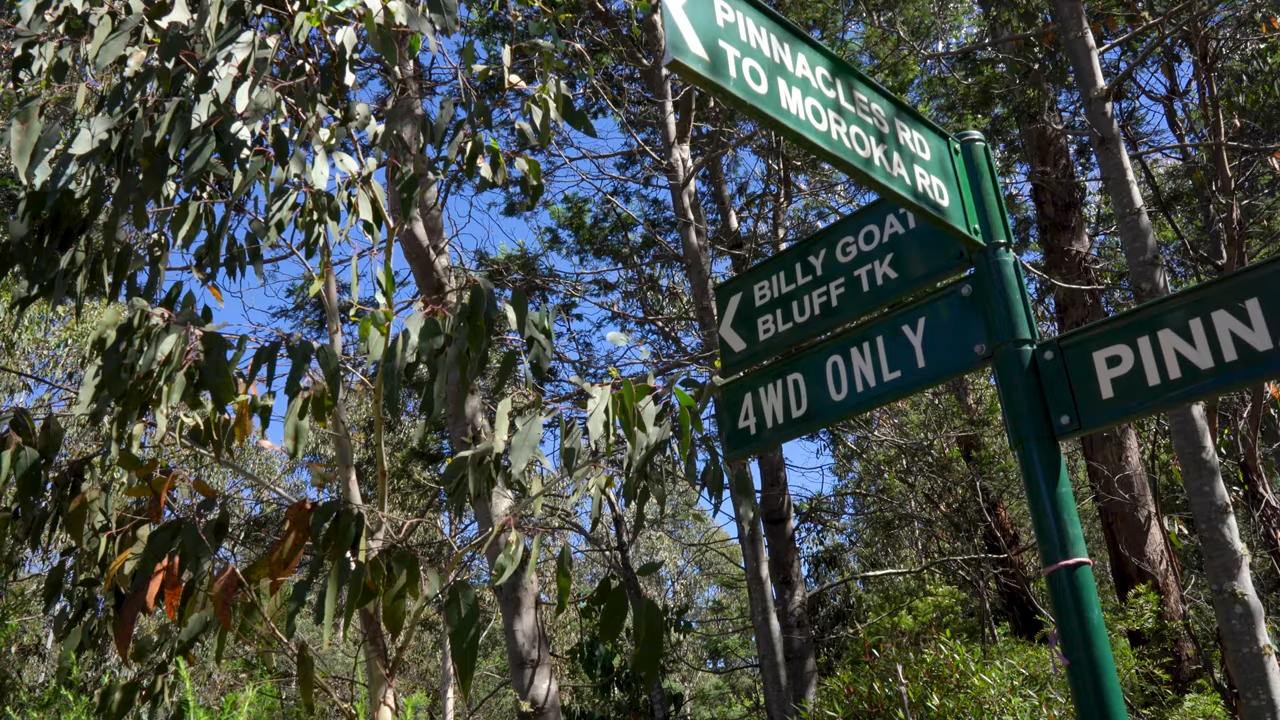 PINNACLES RD
TO MOROKA RD
BILLY GOAT
BLUFF TK
4WD ONLY
PINN